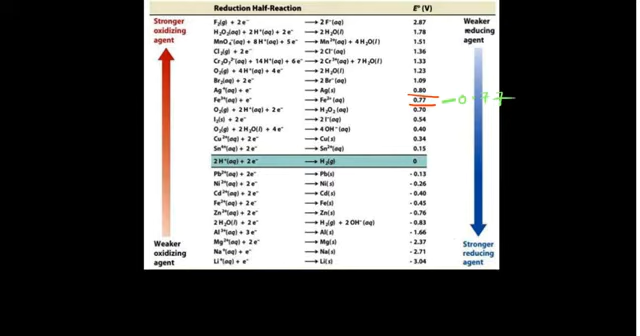 Reduction Half-Reaction E° (V)
Stronger oxidizing agent
Weaker reducing agent
F₂(g) + 2 e⁻ ⟶ 2 F⁻(aq) 2.87
H₂O₂(aq) + 2 H⁺(aq) + 2 e⁻ ⟶ 2 H₂O(l) 1.78
MnO₄⁻(aq) + 8 H⁺(aq) + 5 e⁻ ⟶ Mn²⁺(aq) + 4 H₂O(l) 1.51
Cl₂(g) + 2 e⁻ ⟶ 2 Cl⁻(aq) 1.36
Cr₂O₇²⁻(aq) + 14 H⁺(aq) + 6 e⁻ ⟶ 2 Cr³⁺(aq) + 7 H₂O(l) 1.33
O₂(g) + 4 H⁺(aq) + 4 e⁻ ⟶ 2 H₂O(l) 1.23
Br₂(aq) + 2 e⁻ ⟶ 2 Br⁻(aq) 1.09
Ag⁺(aq) + e⁻ ⟶ Ag(s) 0.80
Fe³⁺(aq) + e⁻ ⟶ Fe²⁺(aq) 0.77 -0.77
O₂(g) + 2 H⁺(aq) + 2 e⁻ ⟶ H₂O₂(aq) 0.70
I₂(s) + 2 e⁻ ⟶ 2 I⁻(aq) 0.54
O₂(g) + 2 H₂O(l) + 4 e⁻ ⟶ 4 OH⁻(aq) 0.40
Cu²⁺(aq) + 2 e⁻ ⟶ Cu(s) 0.34
Sn⁴⁺(aq) + 2 e⁻ ⟶ Sn²⁺(aq) 0.15
2 H⁺(aq) + 2 e⁻ ⟶ H₂(g) 0
Pb²⁺(aq) + 2 e⁻ ⟶ Pb(s) - 0.13
Ni²⁺(aq) + 2 e⁻ ⟶ Ni(s) - 0.26
Cd²⁺(aq) + 2 e⁻ ⟶ Cd(s) - 0.40
Fe²⁺(aq) + 2 e⁻ ⟶ Fe(s) - 0.45
Zn²⁺(aq) + 2 e⁻ ⟶ Zn(s) - 0.76
2 H₂O(l) + 2 e⁻ ⟶ H₂(g) + 2 OH⁻(aq) - 0.83
Al³⁺(aq) + 3 e⁻ ⟶ Al(s) - 1.66
Mg²⁺(aq) + 2 e⁻ ⟶ Mg(s) - 2.37
Na⁺(aq) + e⁻ ⟶ Na(s) - 2.71
Li⁺(aq) + e⁻ ⟶ Li(s) - 3.04
Weaker oxidizing agent
Stronger reducing agent